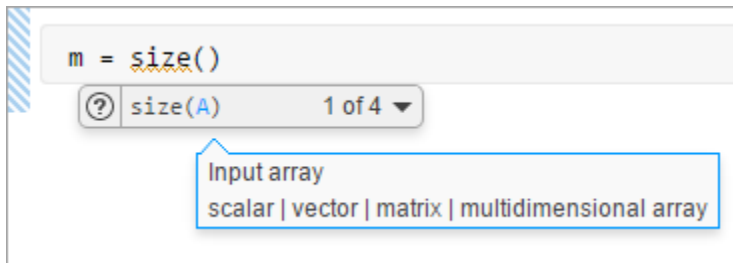 m = size()
? size(A) 1 of 4
Input array
scalar | vector | matrix | multidimensional array